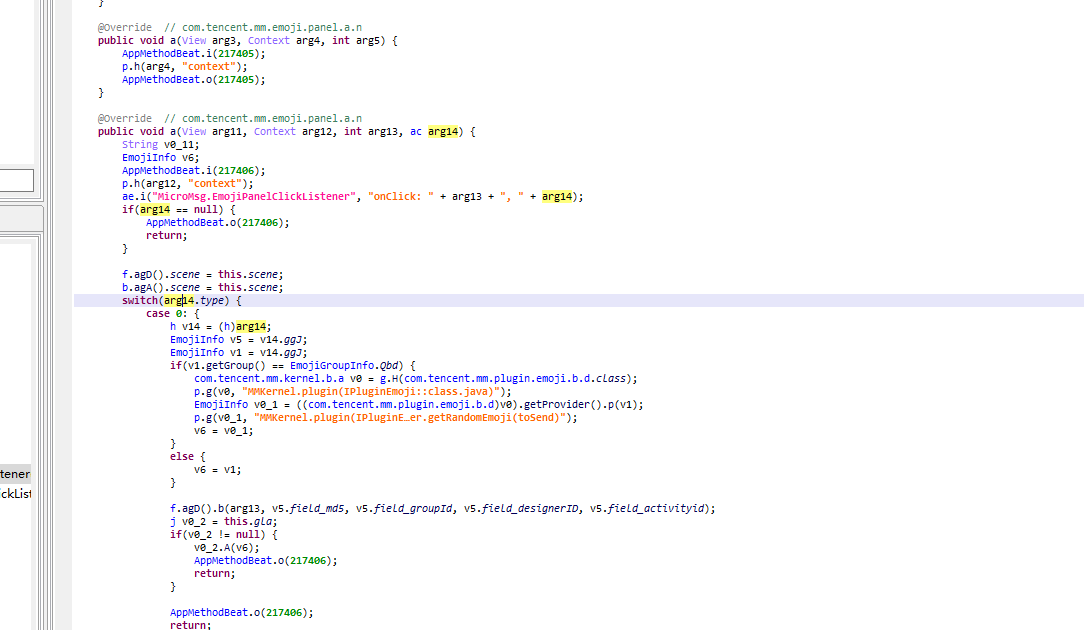 }
@Override  // com.tencent.mm.emoji.panel.a.n
public void a(View arg3, Context arg4, int arg5) {
    AppMethodBeat.i(217405);
    p.h(arg4, "context");
    AppMethodBeat.o(217405);
}
@Override  // com.tencent.mm.emoji.panel.a.n
public void a(View arg11, Context arg12, int arg13, ac arg14) {
    String v0_11;
    EmojiInfo v6;
    AppMethodBeat.i(217406);
    p.h(arg12, "context");
    ae.i("MicroMsg.EmojiPanelClickListener", "onClick: " + arg13 + ", " + arg14);
    if(arg14 == null) {
        AppMethodBeat.o(217406);
        return;
    }
    f.agD().scene = this.scene;
    b.agA().scene = this.scene;
    switch(arg14.type) {
        case 0: {
            h v14 = (h)arg14;
            EmojiInfo v5 = v14.ggJ;
            EmojiInfo v1 = v14.ggJ;
            if(v1.getGroup() == EmojiGroupInfo.Qbd) {
                com.tencent.mm.kernel.b.a v0 = g.H(com.tencent.mm.plugin.emoji.b.d.class);
                p.g(v0, "MMKernel.plugin(IPluginEmoji::class.java)");
                EmojiInfo v0_1 = ((com.tencent.mm.plugin.emoji.b.d)v0).getProvider().p(v1);
                p.g(v0_1, "MMKernel.plugin(IPluginE…er.getRandomEmoji(toSend)");
                v6 = v0_1;
            }
            else {
                v6 = v1;
            }
            f.agD().b(arg13, v5.field_md5, v5.field_groupId, v5.field_designerID, v5.field_activityid);
            j v0_2 = this.gla;
            if(v0_2 != null) {
                v0_2.A(v6);
                AppMethodBeat.o(217406);
                return;
            }
            AppMethodBeat.o(217406);
            return;
tener
ickList